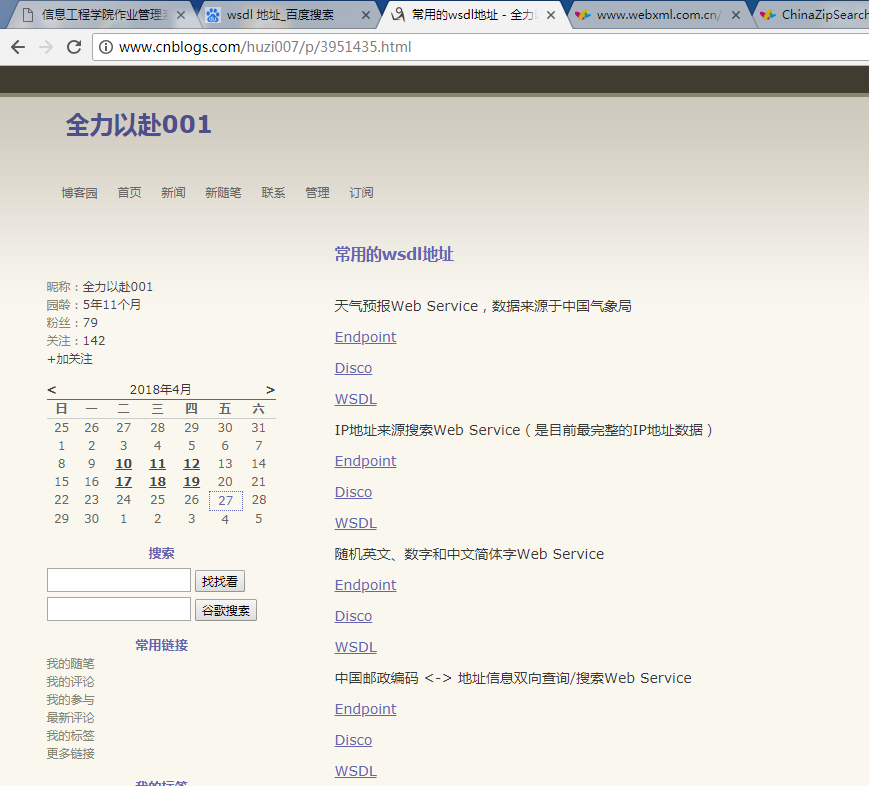 信息工程学院作业管理
wsdl 地址_百度搜索
常用的wsdl地址 - 全力
www.webxml.com.cn/
ChinaZipSearch
www.cnblogs.com/huzi007/p/3951435.html
全力以赴001
博客园 首页 新闻 新随笔 联系 管理 订阅
昵称：全力以赴001
园龄：5年11个月
粉丝：79
关注：142
+加关注
< 2018年4月 >
日 一 二 三 四 五 六
25 26 27 28 29 30 31
1 2 3 4 5 6 7
8 9 10 11 12 13 14
15 16 17 18 19 20 21
22 23 24 25 26 27 28
29 30 1 2 3 4 5
搜索
找找看
谷歌搜索
常用链接
我的随笔
我的评论
我的参与
最新评论
我的标签
更多链接
我的标签
常用的wsdl地址
天气预报Web Service，数据来源于中国气象局
Endpoint
Disco
WSDL
IP地址来源搜索Web Service（是目前最完整的IP地址数据）
Endpoint
Disco
WSDL
随机英文、数字和中文简体字Web Service
Endpoint
Disco
WSDL
中国邮政编码 <-> 地址信息双向查询/搜索Web Service
Endpoint
Disco
WSDL